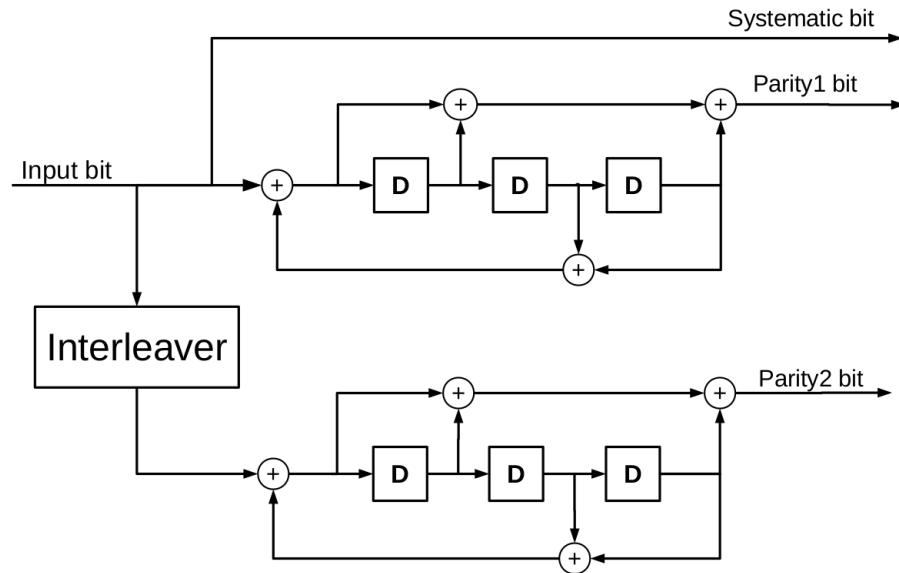 Systematic bit
Parity1 bit
+ +
Input bit
+ D D D
+
Interleaver
Parity2 bit
+ +
+ D D D
+